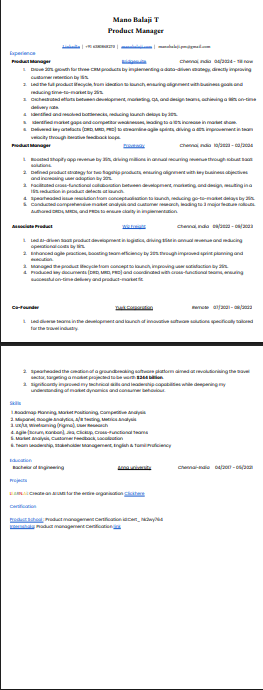 Mano Balaji T
Product Manager
LinkedIn | | | manobalaji.pro@gmail.com
Experience
Product Manager Chennai, India 04/2024 - Till now
1. Drove 20% growth for three CRM products by implementing a data-driven strategy, directly improving
customer retention by 15%.
2. Led the full product lifecycle, from ideation to launch, ensuring alignment with business goals and
reducing time-to-market by 25%.
3. Orchestrated efforts between development, marketing, QA, and design teams, achieving a 98% on-time
delivery rate.
4. Identified and resolved bottlenecks, reducing launch delays by 30%.
5. Identified market gaps and competitor weaknesses, leading to a 10% increase in market share.
6. Delivered key artefacts (DRD, MRD, PRD) to streamline agile sprints, driving a 40% improvement in team
velocity through iterative feedback loops.
Product Manager Chennai, India 10/2023 - 03/2024
1. Boosted Shopify app revenue by 35%, driving millions in annual recurring revenue through robust SaaS
solutions.
2. Defined product strategy for two flagship products, ensuring alignment with key business objectives
and increasing user adoption by 20%.
3. Facilitated cross-functional collaboration between development, marketing, and design, resulting in a
15% reduction in product defects at launch.
4. Spearheaded issue resolution from conceptualisation to launch, reducing go-to-market delays by 25%.
5. Conducted comprehensive market analysis and customer research, leading to 3 major feature rollouts.
Authored DRDs, MRDs, and PRDs to ensure clarity in implementation.
Associate Product Wiz Freight Chennai, India 09/2022 - 09/2023
1. Led AI-driven SaaS product development in logistics, driving $5M in annual revenue and reducing
operational costs by 18%.
2. Enhanced agile practices, boosting team efficiency by 20% through improved sprint planning and
execution.
3. Managed the product lifecycle from concept to launch, improving user satisfaction by 25%.
4. Produced key documents (DRD, MRD, PRD) and coordinated with cross-functional teams, ensuring
successful on-time delivery and product-market fit.
Co-Founder Yuok Corporation Remote 07/2021 - 08/2022
1. Led diverse teams in the development and launch of innovative software solutions specifically tailored
for the travel industry.
2. Spearheaded the creation of a groundbreaking software platform aimed at revolutionising the travel
sector, targeting a market projected to be worth $244 billion.
3. Significantly improved my technical skills and leadership capabilities while deepening my
understanding of market dynamics and consumer behaviour.
Skills
1. Roadmap Planning, Market Positioning, Competitive Analysis
2. Mixpanel, Google Analytics, A/B Testing, Metrics Analysis
3. UX/UI, Wireframing (Figma), User Research
4. Agile (Scrum, Kanban), Jira, ClickUp, Cross-Functional Teams
5. Market Analysis, Customer Feedback, Localization
6. Team Leadership, Stakeholder Management, English & Tamil Proficiency
Education
Bachelor of Engineering Anna university Chennai-India 04/2017 - 05/2021
Projects
Create an AI LMS for the entire organisation Click here
Certification
Product School: Product management Certification
Internshala: Product management Certification link